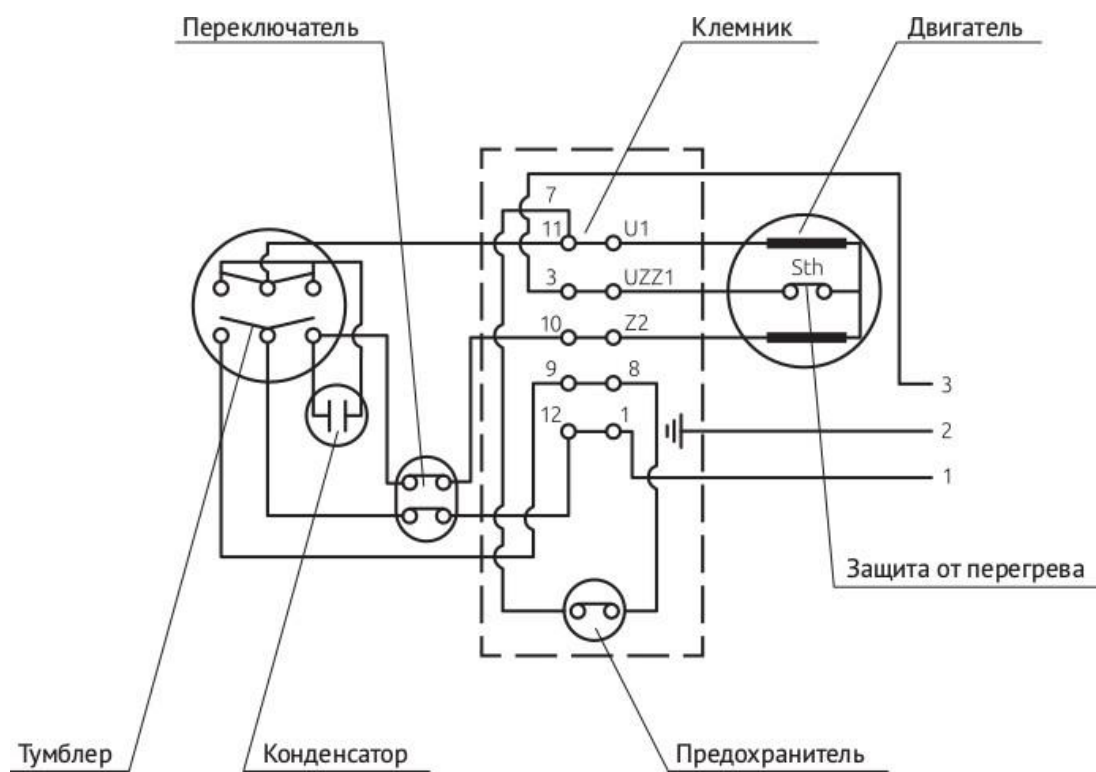 Переключатель
Клемник
Двигатель
7
11
U1
Sth
3
UZZ1
10
Z2
9
8
3
12
1
2
1
Защита от перегрева
Тумблер
Конденсатор
Предохранитель